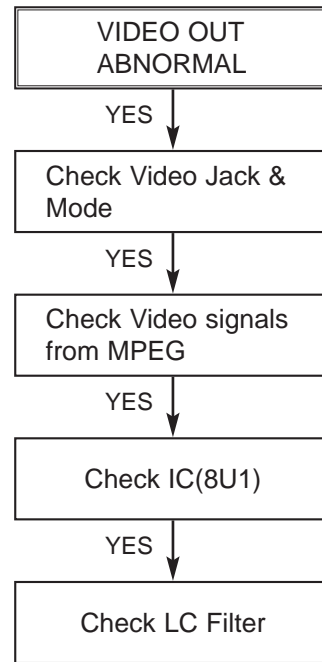 VIDEO OUT
ABNORMAL
YES
Check Video Jack &
Mode
YES
Check Video signals
from MPEG
YES
Check IC(8U1)
YES
Check LC Filter